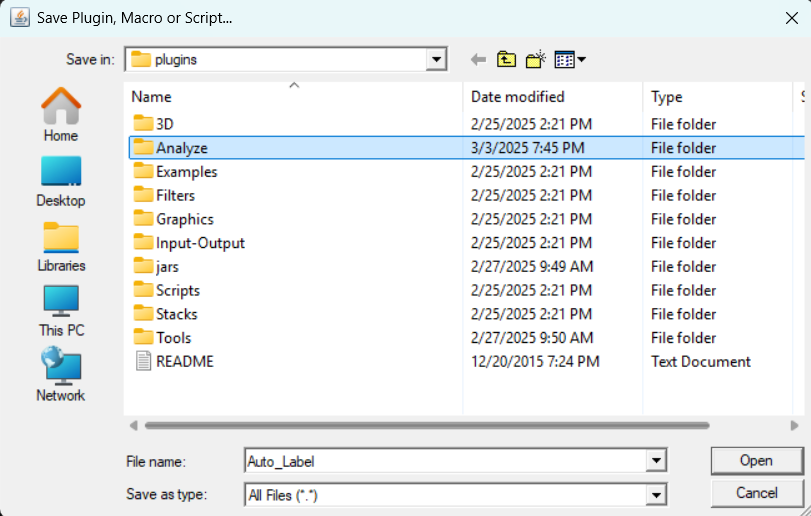 Save Plugin, Macro or Script...
Save in: plugins
Name Date modified Type
3D 2/25/2025 2:21 PM File folder
Analyze 3/3/2025 7:45 PM File folder
Examples 2/25/2025 2:21 PM File folder
Filters 2/25/2025 2:21 PM File folder
Graphics 2/25/2025 2:21 PM File folder
Input-Output 2/25/2025 2:21 PM File folder
jars 2/27/2025 9:49 AM File folder
Scripts 2/25/2025 2:21 PM File folder
Stacks 2/25/2025 2:21 PM File folder
Tools 2/27/2025 9:50 AM File folder
README 12/20/2015 7:24 PM Text Document
Home
Desktop
Libraries
This PC
Network
File name: Auto_Label Open
Save as type: All Files (*.*) Cancel